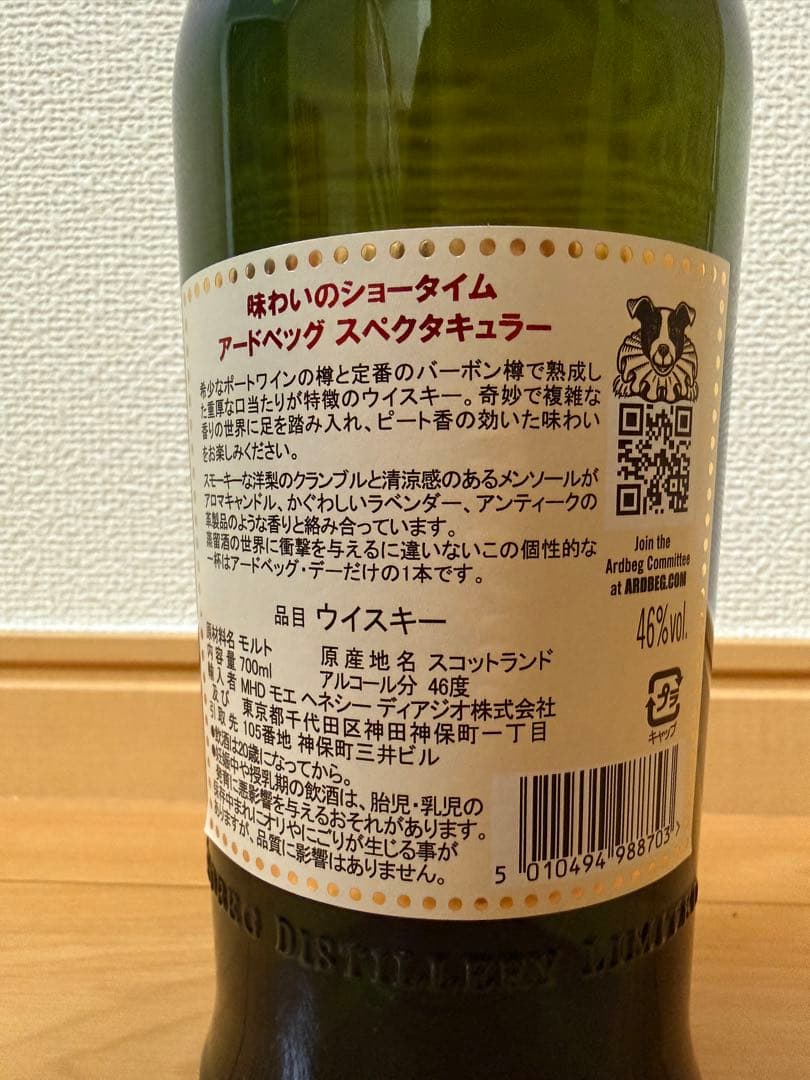 味わいのショータイム
アードベッグ スペクタキュラー
希少なポートワインの樽と定番のバーボン樽で熟成し
た重厚な口当たりが特徴のウイスキー。奇妙で複雑な
香りの世界に足を踏み入れ、ピート香の効いた味わい
をお楽しみください。
スモーキーな洋梨のクランブルと清涼感のあるメンソールが
アロマキャンドル、かぐわしいラベンダー、アンティークの
革製品のような香りと絡み合っています。
蒸留酒の世界に衝撃を与えるに違いないこの個性的な
一杯はアードベッグ・デーだけの1本です。
Join the
Ardbeg Committee
at ARDBEG.COM
46%vol.
品目 ウイスキー
原材料名 モルト 原産地名 スコットランド
内容量 700ml アルコール分 46度
輸入者 MHD モエ ヘネシー ディアジオ株式会社
及び 東京都千代田区神田神保町一丁目
引取先 105番地 神保町三井ビル
●飲酒は20歳になってから。
●妊娠中や授乳期の飲酒は、胎児・乳児の
発育に悪影響を与えるおそれがあります。
保存中まれにオリやにごりが生じる事が
ありますが、品質に影響はありません。
プラ
キャップ
5 010494 988703 >
DISTILLERY LIMITED